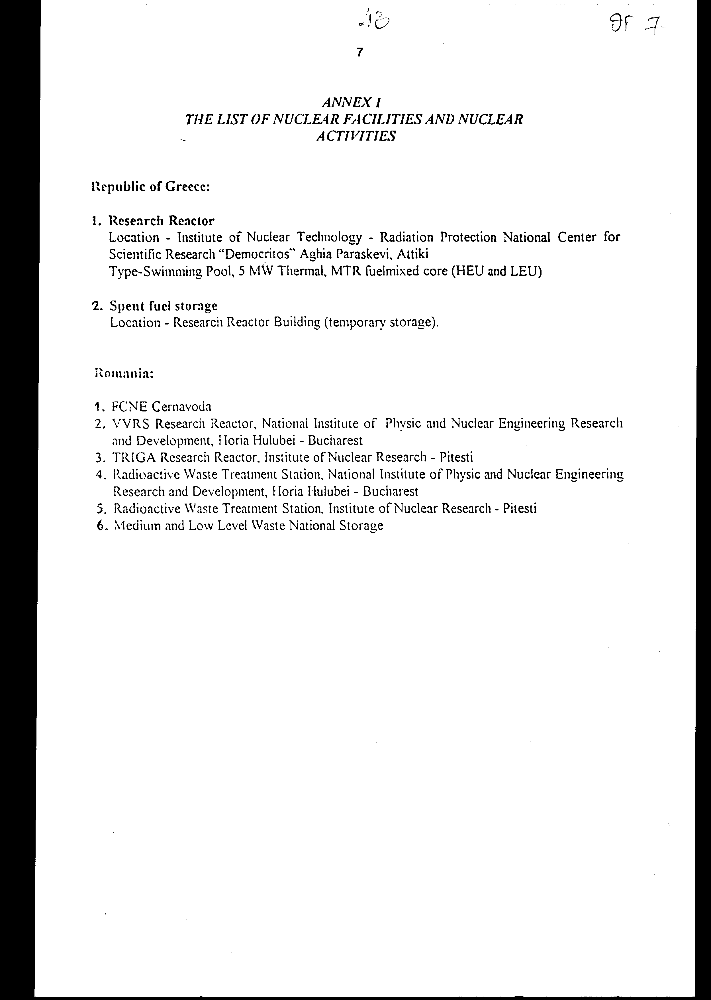 18
7
ANNEX 1
THE LIST OF NUCLEAR FACILITIES AND NUCLEAR
ACTIVITIES
Republic of Greece:
1. Research Reactor
Location - Institute of Nuclear Technology - Radiation Protection National Center for
Scientific Research “Democritos” Aghia Paraskevi, Attiki
Type-Swimming Pool, 5 MW Thermal, MTR fuelmixed core (HEU and LEU)
2. Spent fuel storage
Location - Research Reactor Building (temporary storage).
Romania:
1. FCNE Cernavoda
2. VVRS Research Reactor, National Institute of Physic and Nuclear Engineering Research
and Development, Horia Hulubei - Bucharest
3. TRIGA Research Reactor, Institute of Nuclear Research - Pitesti
4. Radioactive Waste Treatment Station, National Institute of Physic and Nuclear Engineering
Research and Development, Horia Hulubei - Bucharest
5. Radioactive Waste Treatment Station, Institute of Nuclear Research - Pitesti
6. Medium and Low Level Waste National Storage